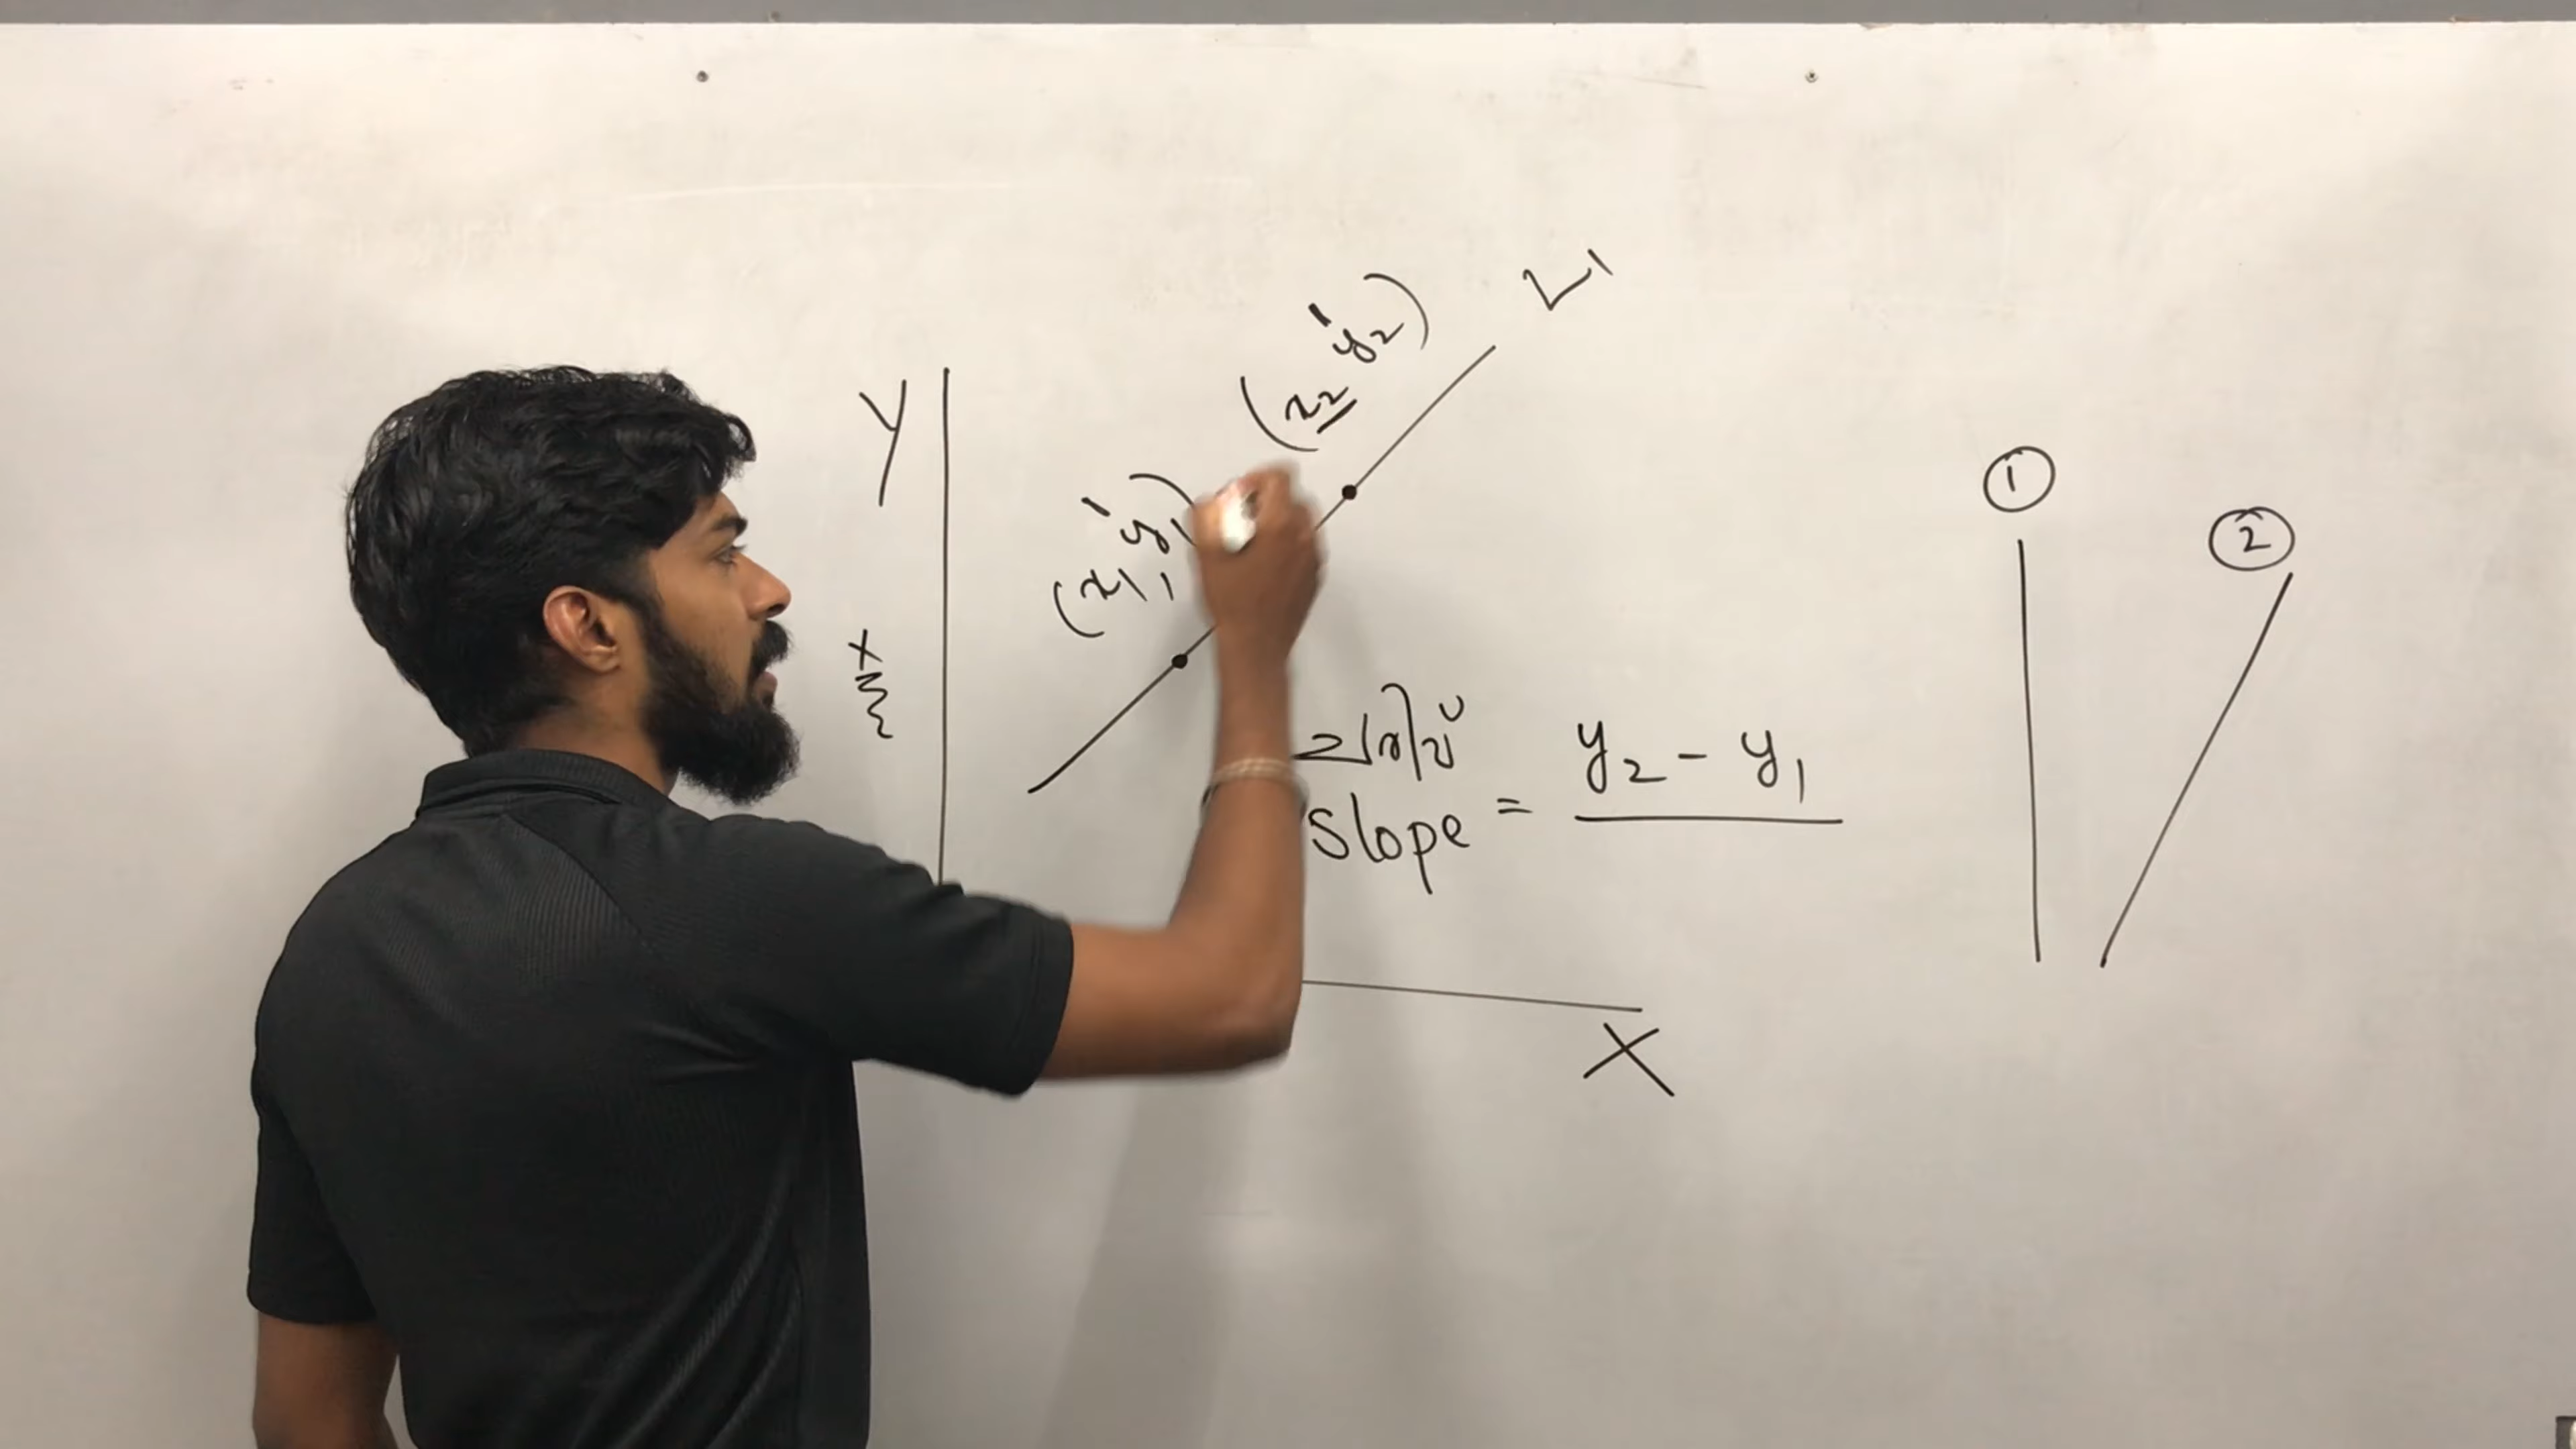 L1
(x₂, y₂)
Y
(x₁, y₁)
①
②
ചരിവ്
Slope = y₂ - y₁
X